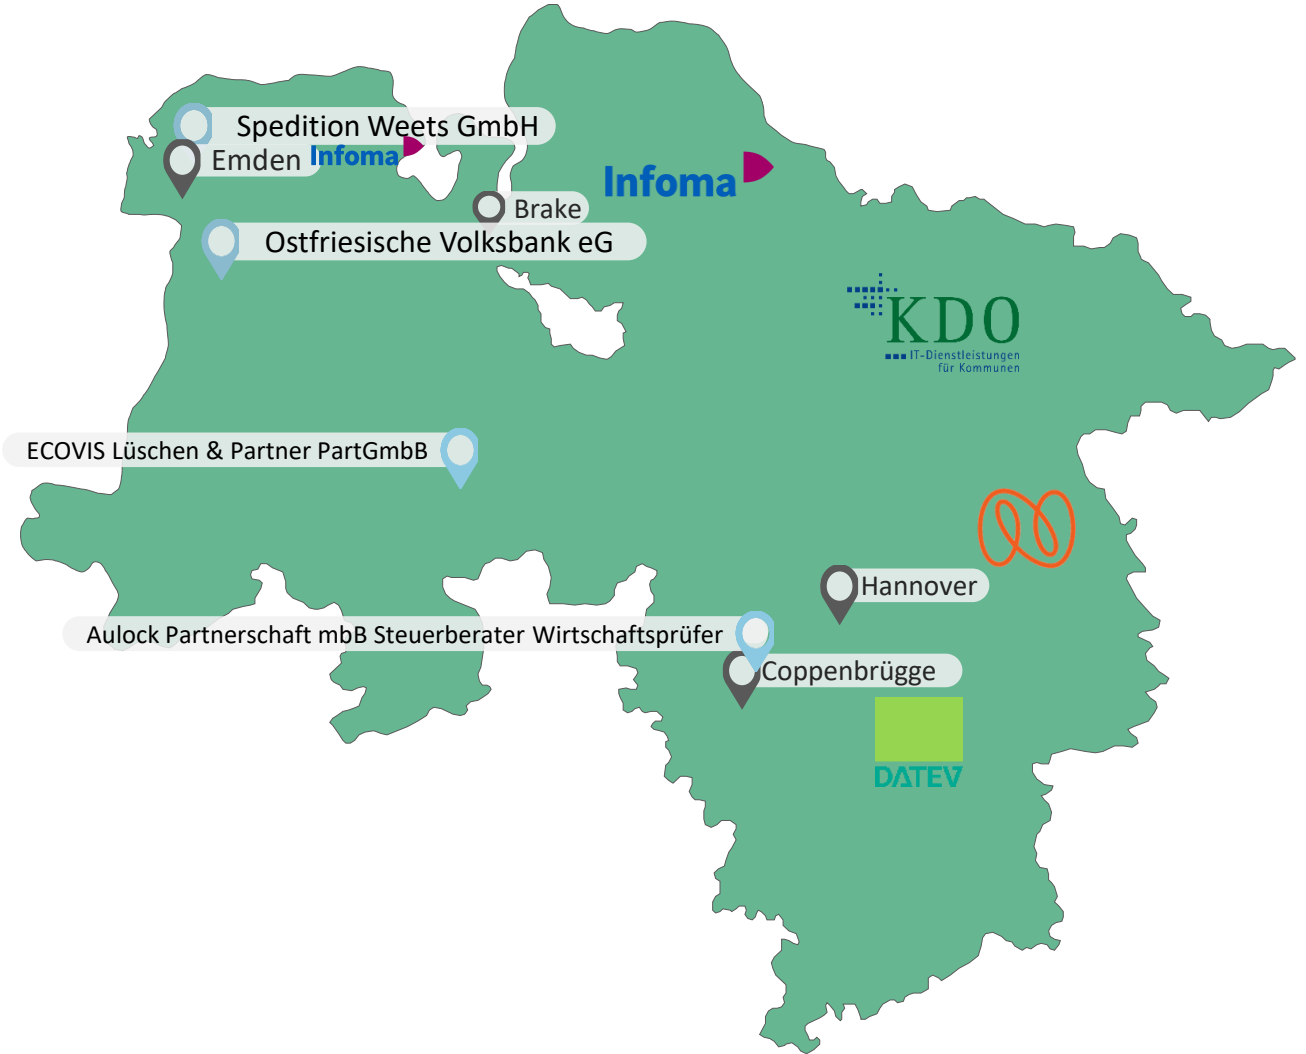 Spedition Weets GmbH
Emden
Infoma
Infoma
Brake
Ostfriesische Volksbank eG
KDO
IT-Dienstleistungen
für Kommunen
ECOVIS Lüschen & Partner PartGmbB
Hannover
Aulock Partnerschaft mbB Steuerberater Wirtschaftsprüfer
Coppenbrügge
DATEV